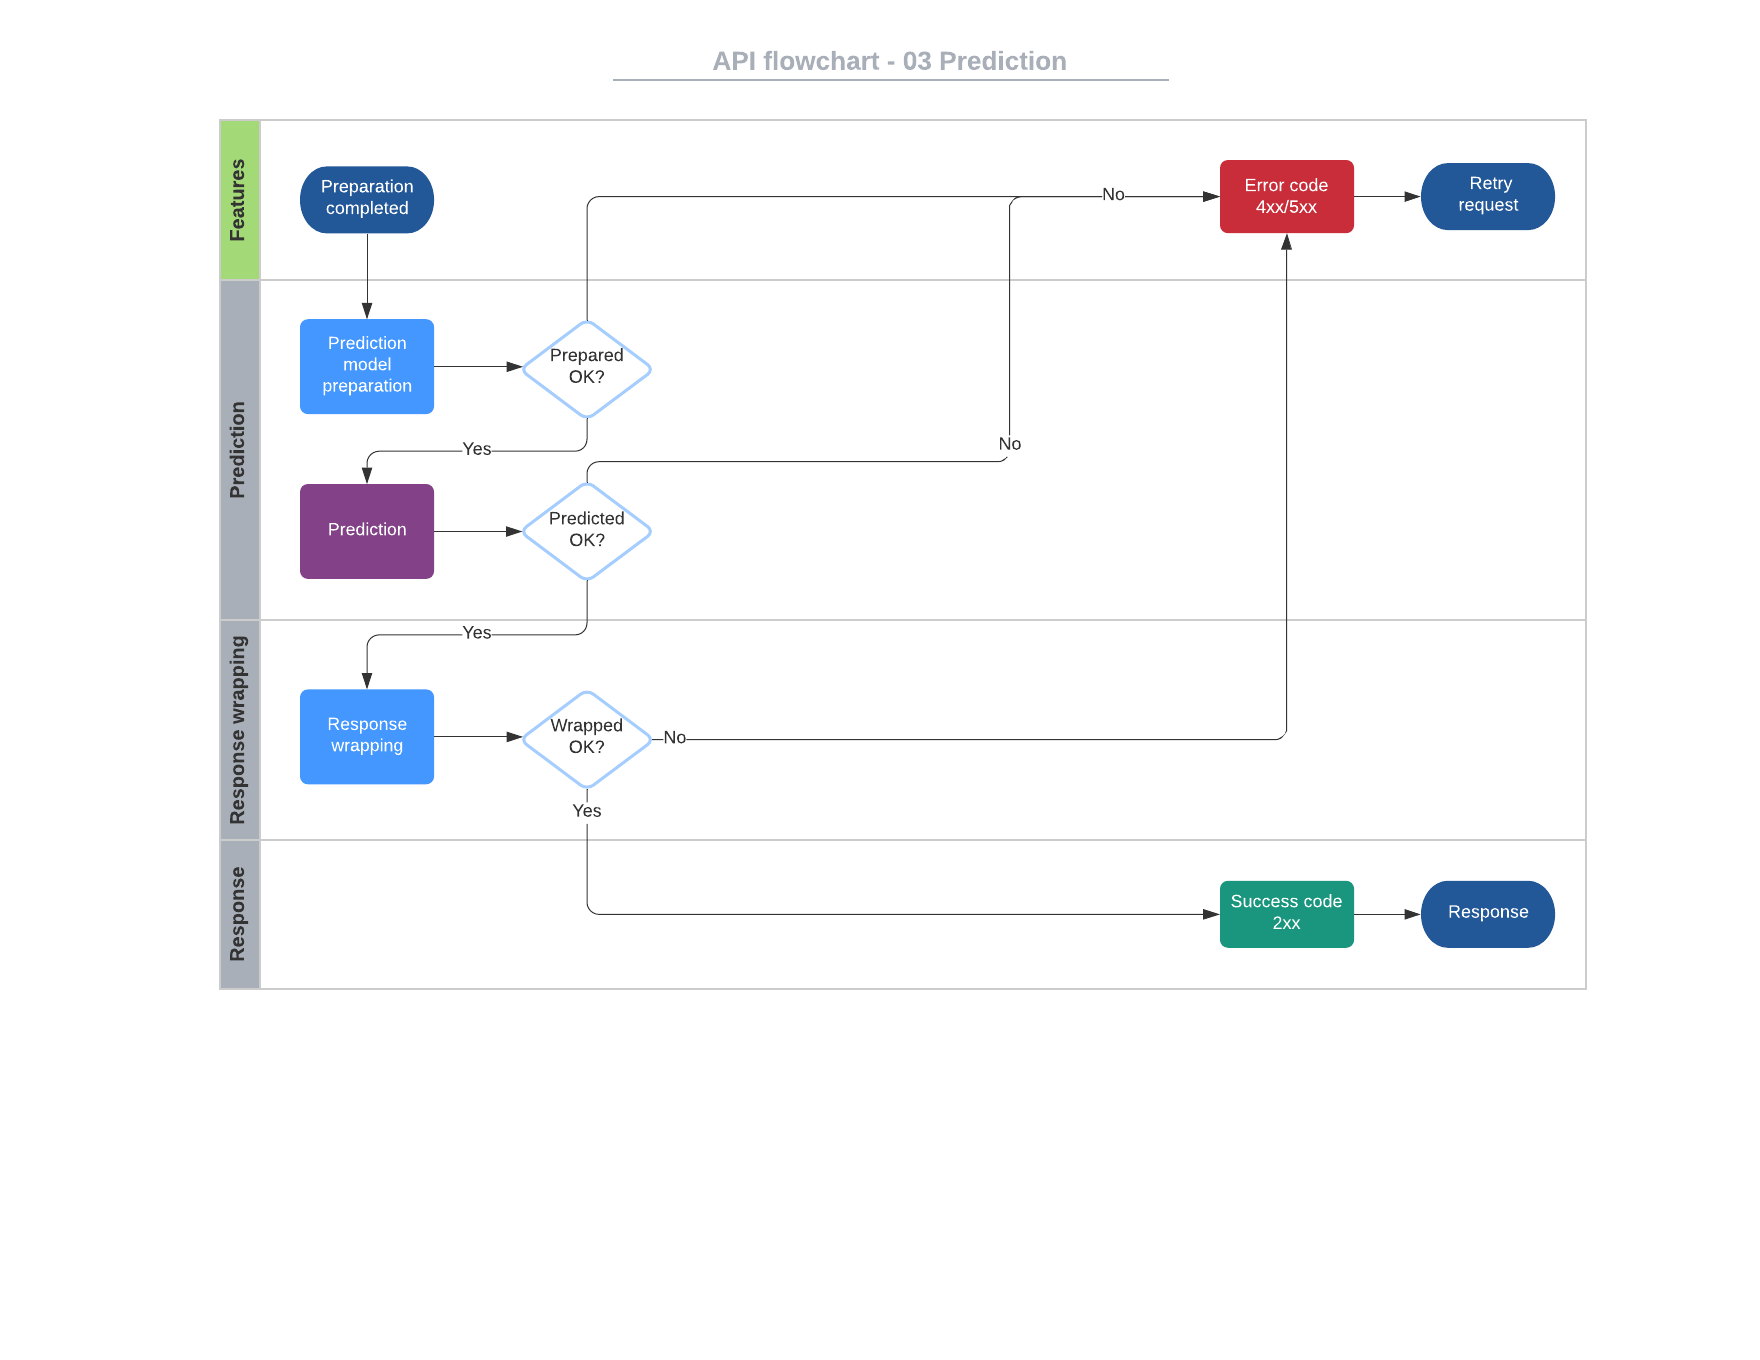 API flowchart - 03 Prediction
Features
Preparation
completed
No
Error code
4xx/5xx
Retry
request
Prediction
Prediction
model
preparation
Prepared
OK?
Yes
No
Prediction
Predicted
OK?
Response wrapping
Yes
Response
wrapping
Wrapped
OK?
No
Yes
Response
Success code
2xx
Response